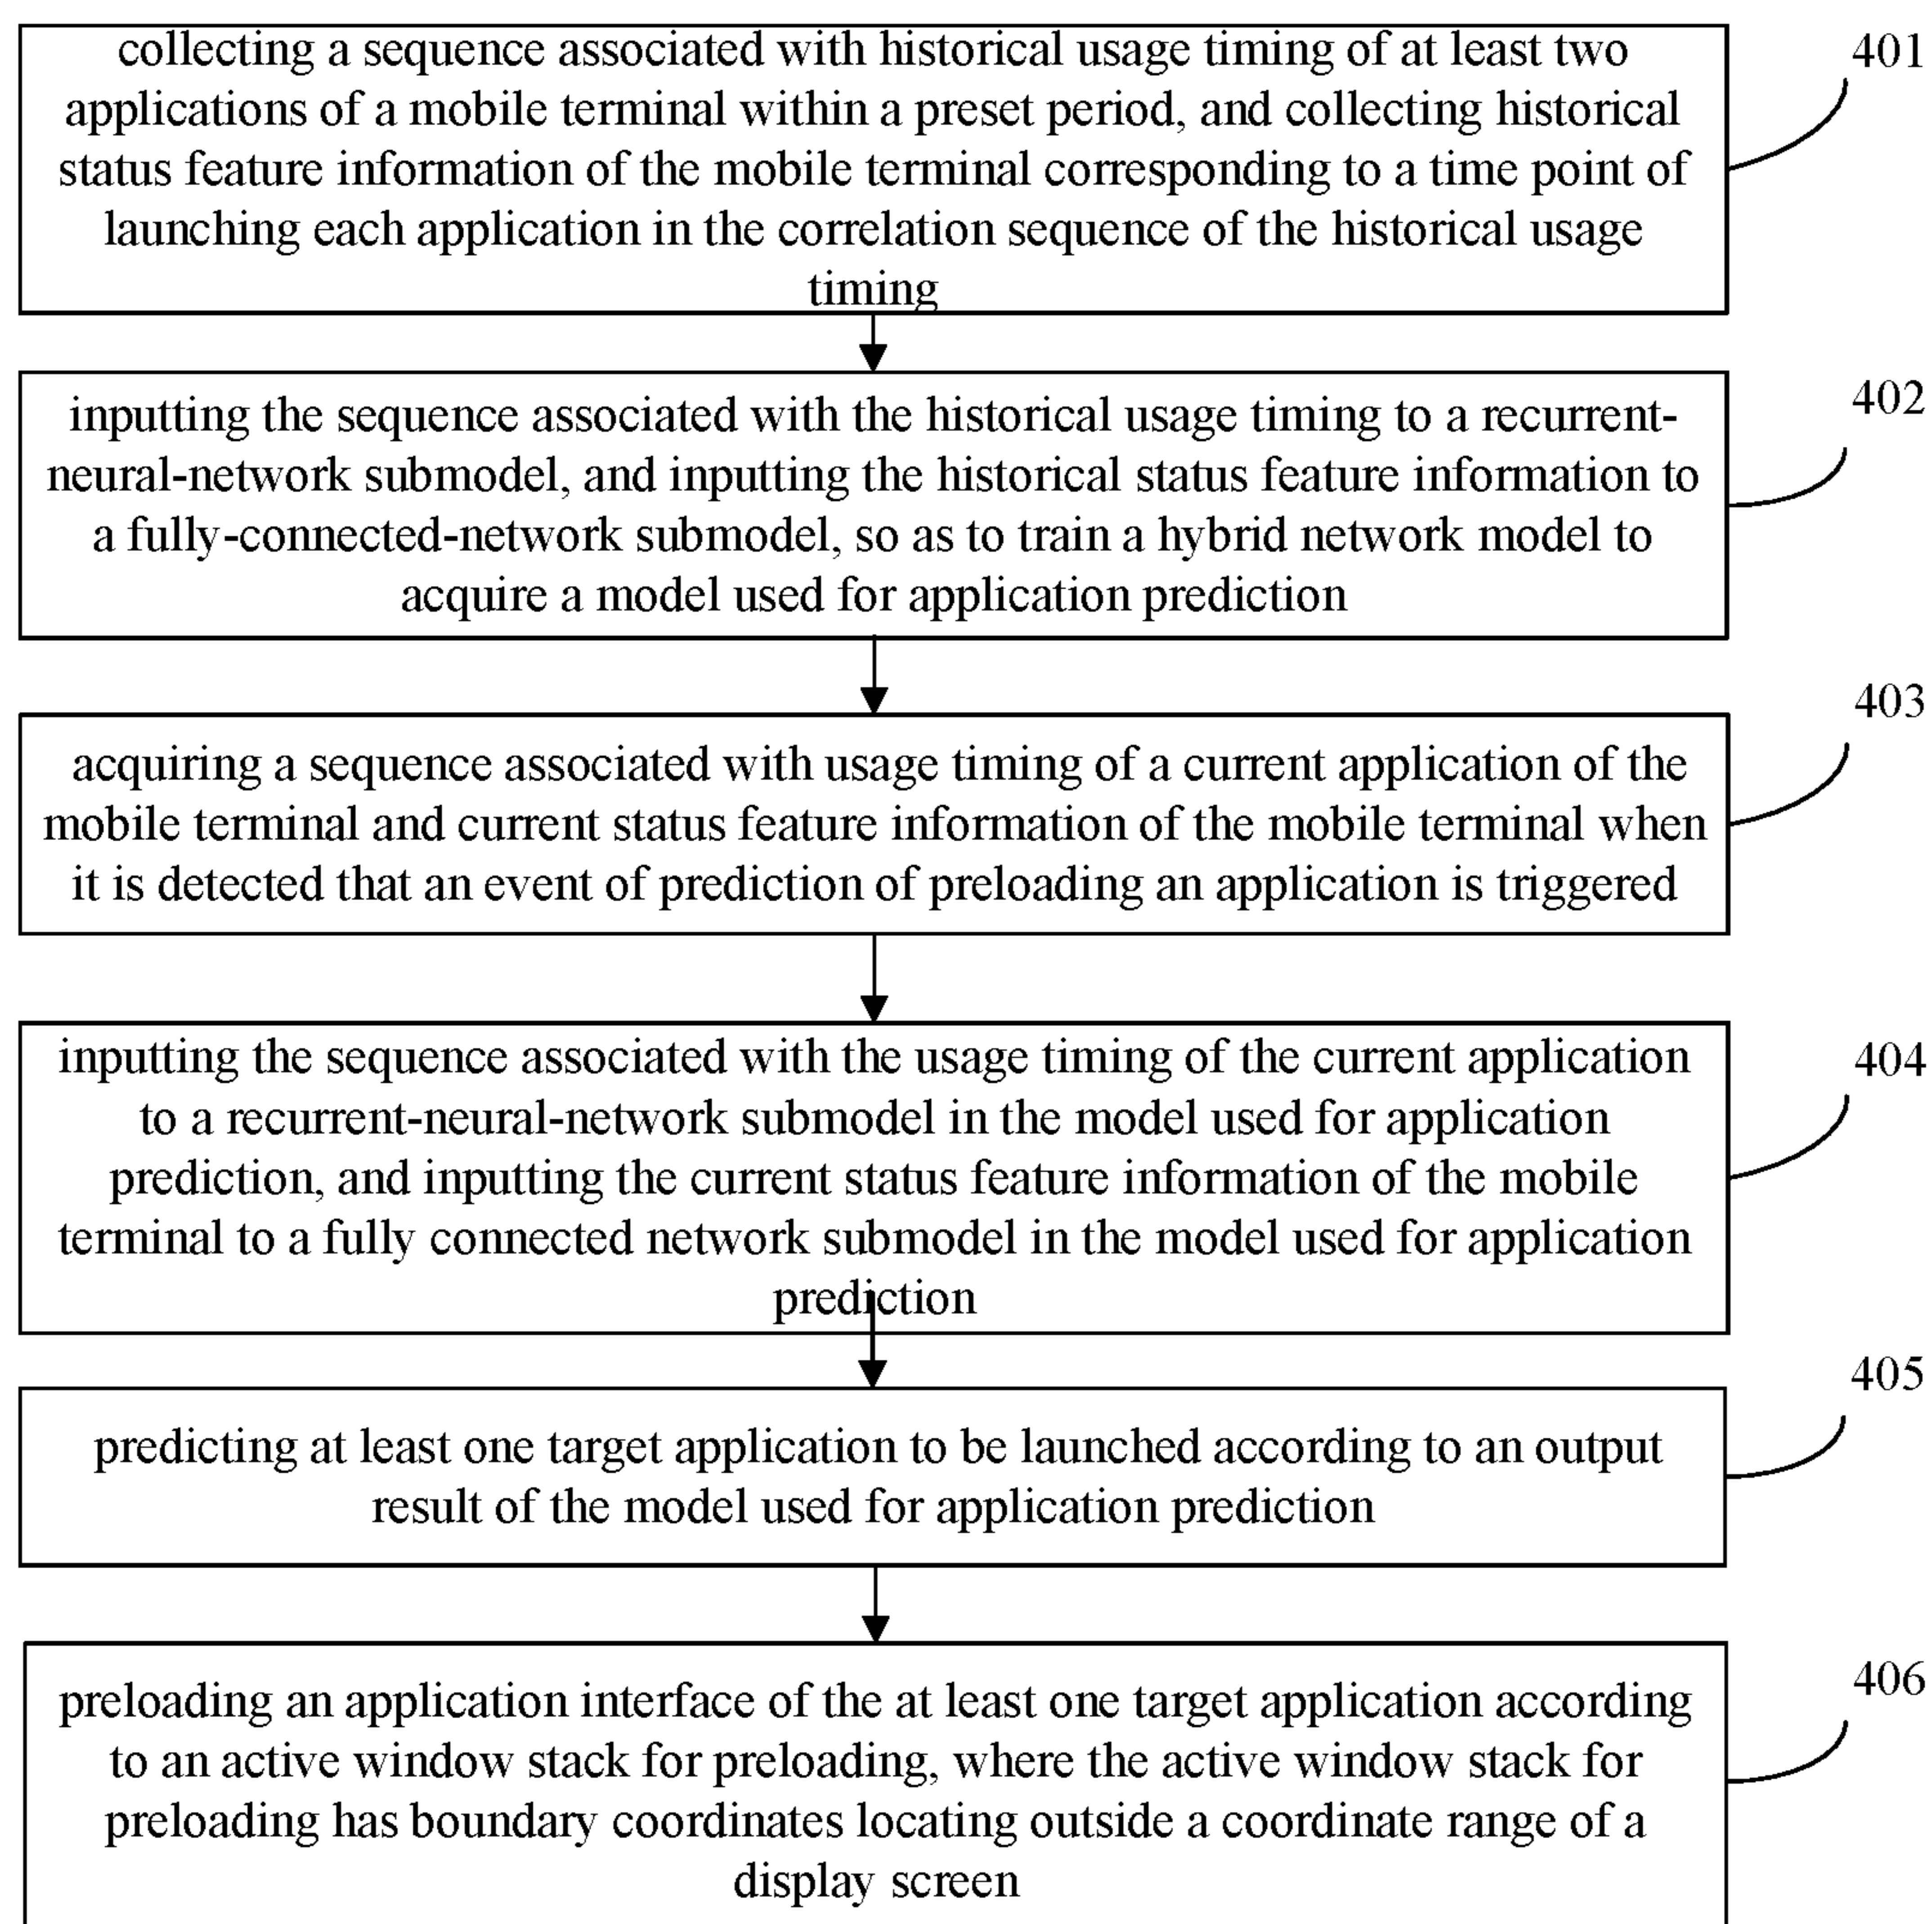 collecting a sequence associated with historical usage timing of at least two
applications of a mobile terminal within a preset period, and collecting historical
status feature information of the mobile terminal corresponding to a time point of
launching each application in the correlation sequence of the historical usage
timing
401
inputting the sequence associated with the historical usage timing to a recurrent-
neural-network submodel, and inputting the historical status feature information to
a fully-connected-network submodel, so as to train a hybrid network model to
acquire a model used for application prediction
402
acquiring a sequence associated with usage timing of a current application of the
mobile terminal and current status feature information of the mobile terminal when
it is detected that an event of prediction of preloading an application is triggered
403
inputting the sequence associated with the usage timing of the current application
to a recurrent-neural-network submodel in the model used for application
prediction, and inputting the current status feature information of the mobile
terminal to a fully connected network submodel in the model used for application
prediction
404
predicting at least one target application to be launched according to an output
result of the model used for application prediction
405
preloading an application interface of the at least one target application according
to an active window stack for preloading, where the active window stack for
preloading has boundary coordinates locating outside a coordinate range of a
display screen
406